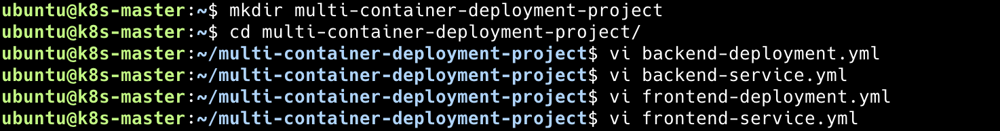 ubuntu@k8s-master:~$ mkdir multi-container-deployment-project
ubuntu@k8s-master:~$ cd multi-container-deployment-project/
ubuntu@k8s-master:~/multi-container-deployment-project$ vi backend-deployment.yml
ubuntu@k8s-master:~/multi-container-deployment-project$ vi backend-service.yml
ubuntu@k8s-master:~/multi-container-deployment-project$ vi frontend-deployment.yml
ubuntu@k8s-master:~/multi-container-deployment-project$ vi frontend-service.yml